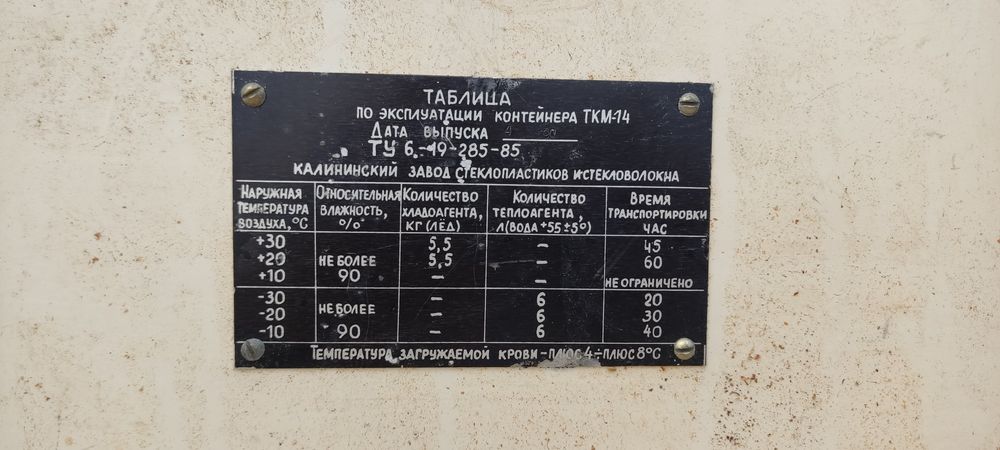 ТАБЛИЦА
ПО ЭКСПЛУАТАЦИИ КОНТЕЙНЕРА ТКМ-14
ДАТА ВЫПУСКА
ТУ 6-19-285-85
КАЛИНИНСКИЙ ЗАВОД СТЕКЛОПЛАСТИКОВ И СТЕКЛОВОЛОКНА
НАРУЖНАЯ ТЕМПЕРАТУРА ВОЗДУХА, °С ОТНОСИТЕЛЬНАЯ ВЛАЖНОСТЬ, % КОЛИЧЕСТВО ХЛАДОАГЕНТА, КГ (ЛЁД) КОЛИЧЕСТВО ТЕПЛОАГЕНТА, Л(ВОДА +55±5°) ВРЕМЯ ТРАНСПОРТИРОВКИ ЧАС
+30 5,5 – 45
+20 НЕ БОЛЕЕ 5,5 – 60
+10 90 – – НЕ ОГРАНИЧЕНО
-30 – 6 20
-20 НЕ БОЛЕЕ – 6 30
-10 90 – 6 40
ТЕМПЕРАТУРА ЗАГРУЖАЕМОЙ КРОВИ – ПЛЮС 4÷ПЛЮС 8°С